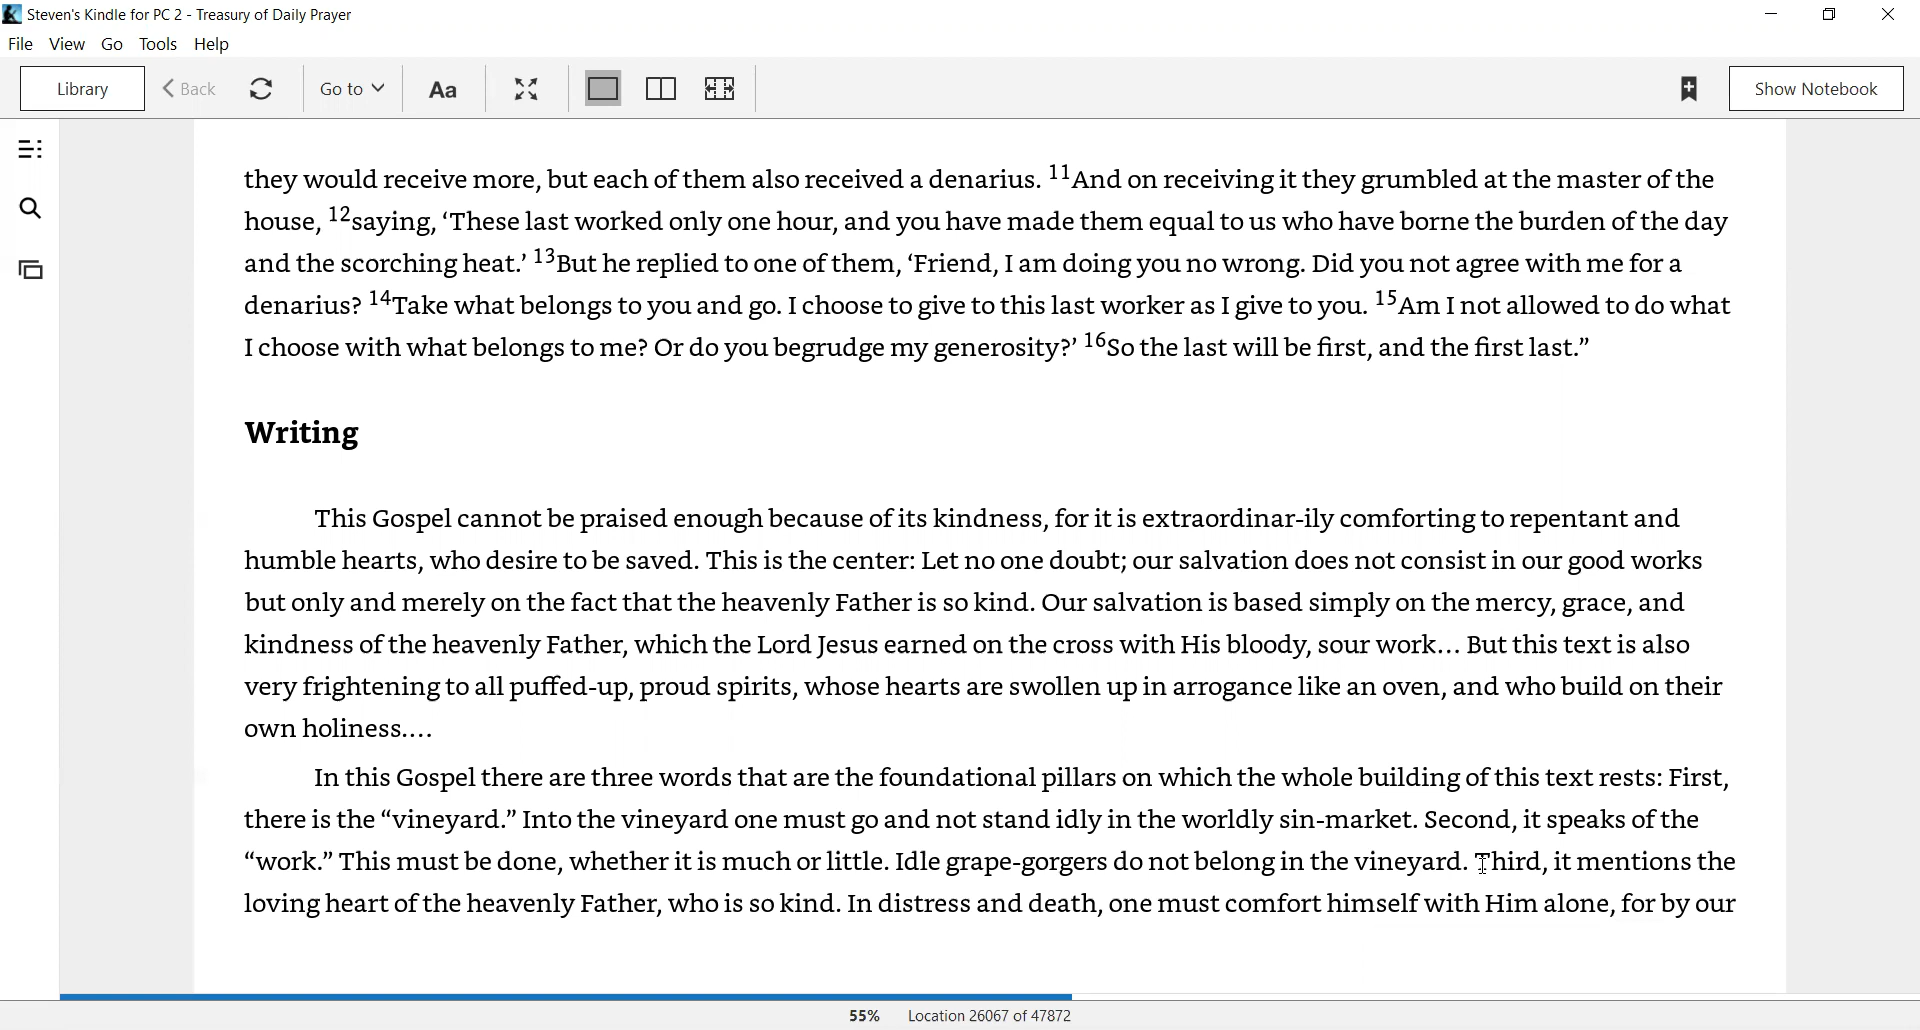 Steven's Kindle for PC 2 - Treasury of Daily Prayer
File View Go Tools Help
Library Back Go to Aa Show Notebook
they would receive more, but each of them also received a denarius. 11And on receiving it they grumbled at the master of the
house, 12saying, ‘These last worked only one hour, and you have made them equal to us who have borne the burden of the day
and the scorching heat.’ 13But he replied to one of them, ‘Friend, I am doing you no wrong. Did you not agree with me for a
denarius? 14Take what belongs to you and go. I choose to give to this last worker as I give to you. 15Am I not allowed to do what
I choose with what belongs to me? Or do you begrudge my generosity?’ 16So the last will be first, and the first last.”
Writing
This Gospel cannot be praised enough because of its kindness, for it is extraordinar-ily comforting to repentant and
humble hearts, who desire to be saved. This is the center: Let no one doubt; our salvation does not consist in our good works
but only and merely on the fact that the heavenly Father is so kind. Our salvation is based simply on the mercy, grace, and
kindness of the heavenly Father, which the Lord Jesus earned on the cross with His bloody, sour work… But this text is also
very frightening to all puffed-up, proud spirits, whose hearts are swollen up in arrogance like an oven, and who build on their
own holiness.…
In this Gospel there are three words that are the foundational pillars on which the whole building of this text rests: First,
there is the “vineyard.” Into the vineyard one must go and not stand idly in the worldly sin-market. Second, it speaks of the
“work.” This must be done, whether it is much or little. Idle grape-gorgers do not belong in the vineyard. Third, it mentions the
loving heart of the heavenly Father, who is so kind. In distress and death, one must comfort himself with Him alone, for by our
55% Location 26067 of 47872